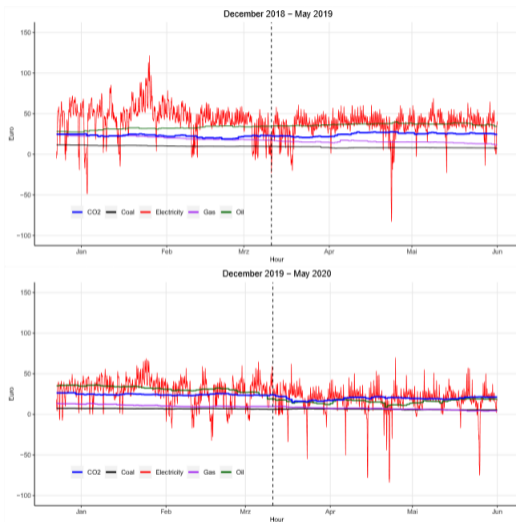 December 2018 – May 2019
150
100
50
0
−50
−100
Euro
CO2 Coal Electricity Gas Oil
Jan Feb Mrz Apr Mai Jun
Hour
December 2019 – May 2020
150
100
50
0
−50
−100
Euro
CO2 Coal Electricity Gas Oil
Jan Feb Mrz Apr Mai Jun
Hour